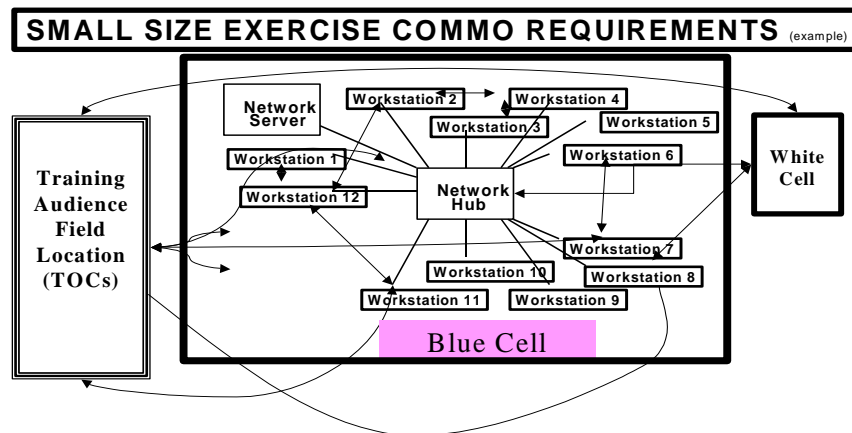 SMALL SIZE EXERCISE COMMO REQUIREMENTS (example)
Network
Server
Workstation 2
Workstation 4
Workstation 3
Workstation 5
Workstation 1
Workstation 6
Workstation 12
Network
Hub
Training
Audience
Field
Location
(TOCs)
White
Cell
Workstation 7
Workstation 10
Workstation 8
Workstation 11
Workstation 9
Blue Cell